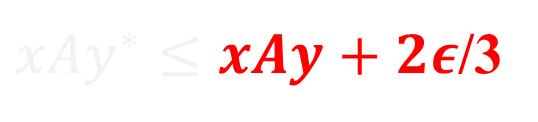 xAy* ≤ xAy + 2ϵ/3